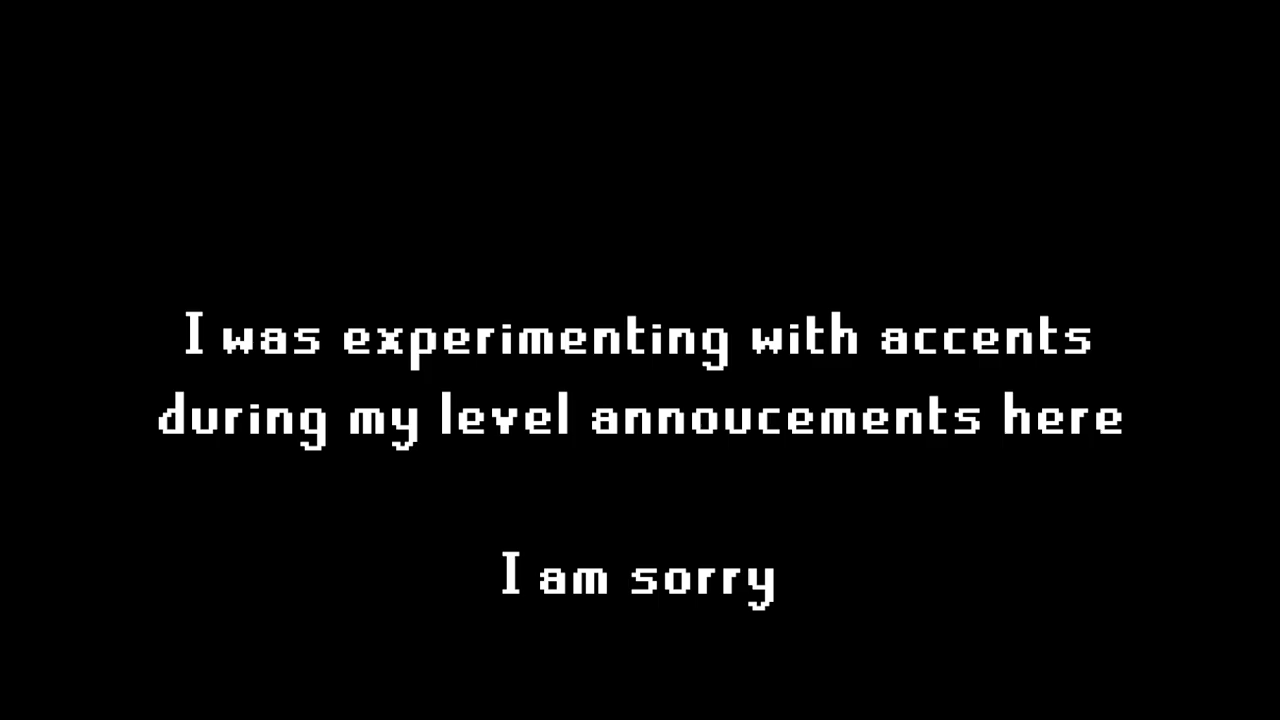 I was experimenting with accents
during my level annoucements here
I am sorry